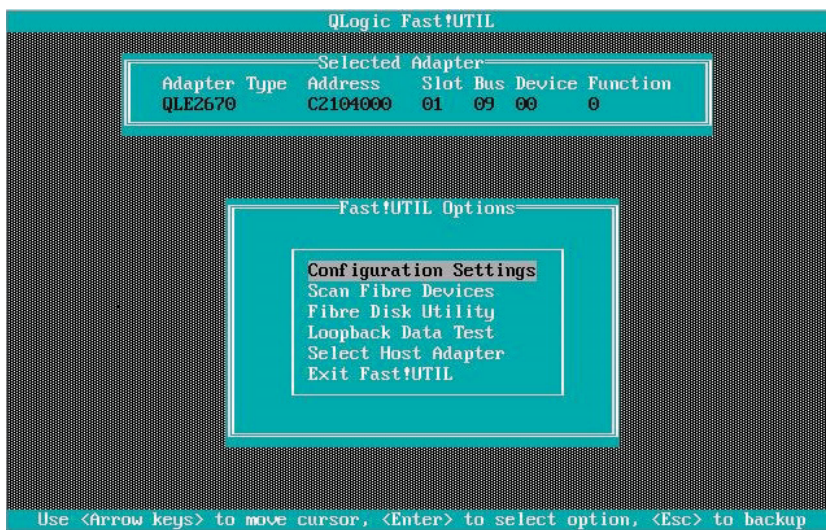 QLogic Fast!UTIL
Selected Adapter
Adapter Type Address Slot Bus Device Function
QLE2670 C2104000 01 09 00 0
Fast!UTIL Options
Configuration Settings
Scan Fibre Devices
Fibre Disk Utility
Loopback Data Test
Select Host Adapter
Exit Fast!UTIL
Use <Arrow keys> to move cursor, <Enter> to select option, <Esc> to backup